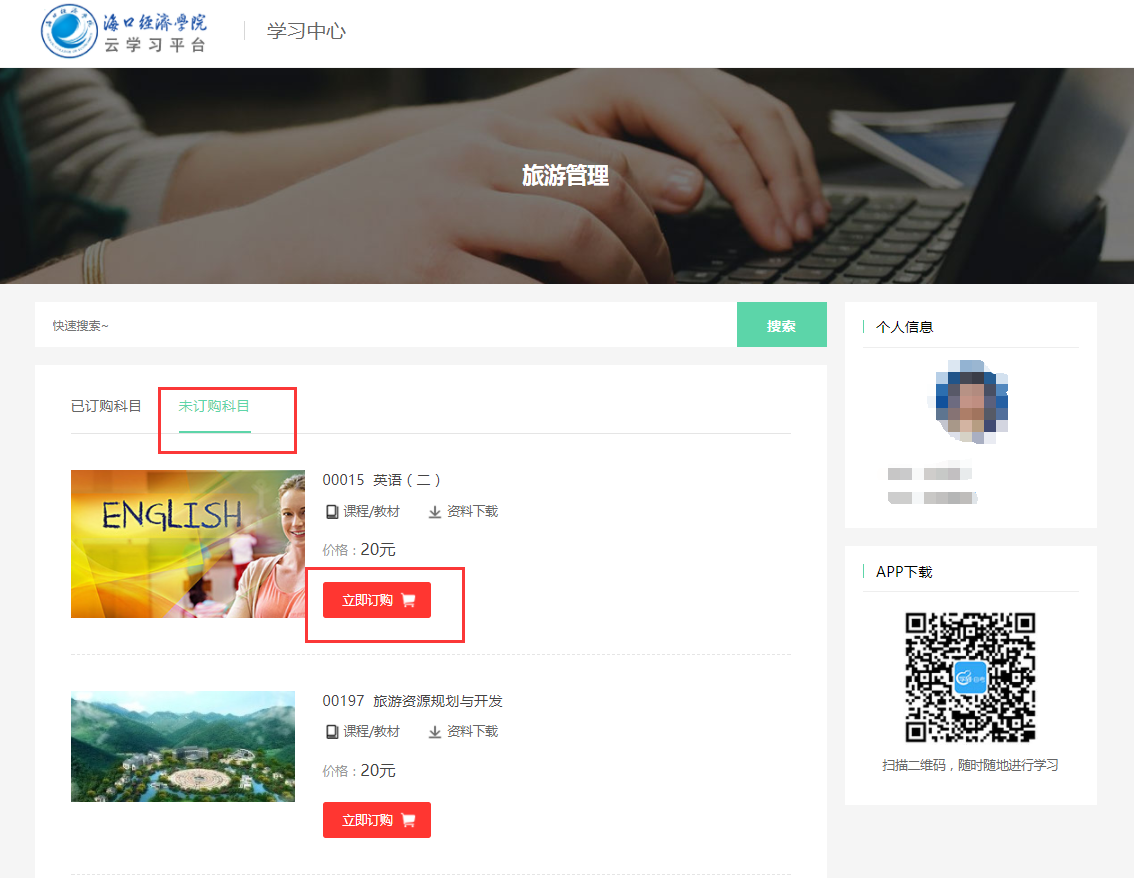 海口经济學院
云学习平台
学习中心
旅游管理
快速搜索~
搜索
已订购科目
未订购科目
ENGLISH
00015 英语（二）
课程/教材
资料下载
价格：20元
立即订购
00197 旅游资源规划与开发
课程/教材
资料下载
价格：20元
立即订购
个人信息
APP下载
扫描二维码，随时随地进行学习